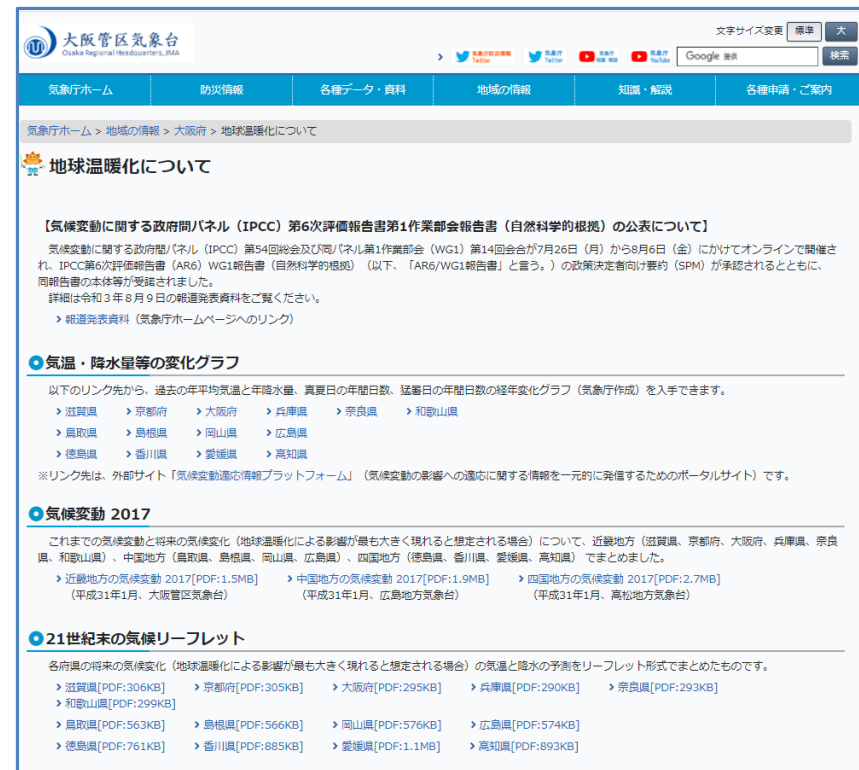 大阪管区気象台
Osaka Regional Headquarters, JMA
文字サイズ変更 標準 大
気象庁防災情報 Twitter
気象庁 Twitter
気象庁
気象庁 YouTube
Google 提供
検索
気象庁ホーム 防災情報 各種データ・資料 地域の情報 知識・解説 各種申請・ご案内
気象庁ホーム > 地域の情報 > 大阪府 > 地球温暖化について
地球温暖化について
【気候変動に関する政府間パネル（IPCC）第6次評価報告書第1作業部会報告書（自然科学的根拠）の公表について】
気候変動に関する政府間パネル（IPCC）第54回総会及び同パネル第1作業部会（WG1）第14回会合が7月26日（月）から8月6日（金）にかけてオンラインで開催さ
れ、IPCC第6次評価報告書（AR6）WG1報告書（自然科学的根拠）（以下、「AR6/WG1報告書」と言う。）の政策決定者向け要約（SPM）が承認されるとともに、
同報告書の本体等が受諾されました。
詳細は令和３年８月９日の報道発表資料をご覧ください。
報道発表資料（気象庁ホームページへのリンク）
気温・降水量等の変化グラフ
以下のリンク先から、過去の年平均気温と年降水量、真夏日の年間日数、猛暑日の年間日数の経年変化グラフ（気象庁作成）を入手できます。
滋賀県 京都府 大阪府 兵庫県 奈良県 和歌山県
鳥取県 島根県 岡山県 広島県
徳島県 香川県 愛媛県 高知県
※リンク先は、外部サイト「気候変動適応情報プラットフォーム」（気候変動の影響への適応に関する情報を一元的に発信するためのポータルサイト）です。
気候変動 2017
これまでの気候変動と将来の気候変化（地球温暖化による影響が最も大きく現れると想定される場合）について、近畿地方（滋賀県、京都府、大阪府、兵庫県、奈良
県、和歌山県）、中国地方（鳥取県、島根県、岡山県、広島県）、四国地方（徳島県、香川県、愛媛県、高知県） でまとめました。
近畿地方の気候変動 2017[PDF:1.5MB] 中国地方の気候変動 2017[PDF:1.9MB] 四国地方の気候変動 2017[PDF:2.7MB]
（平成31年1月、大阪管区気象台） （平成31年1月、広島地方気象台） （平成31年1月、高松地方気象台）
21世紀末の気候リーフレット
各府県の将来の気候変化（地球温暖化による影響が最も大きく現れると想定される場合）の気温と降水の予測をリーフレット形式でまとめたものです。
滋賀県[PDF:306KB] 京都府[PDF:305KB] 大阪府[PDF:295KB] 兵庫県[PDF:290KB] 奈良県[PDF:293KB]
和歌山県[PDF:299KB]
鳥取県[PDF:563KB] 島根県[PDF:566KB] 岡山県[PDF:576KB] 広島県[PDF:574KB]
徳島県[PDF:761KB] 香川県[PDF:885KB] 愛媛県[PDF:1.1MB] 高知県[PDF:893KB]